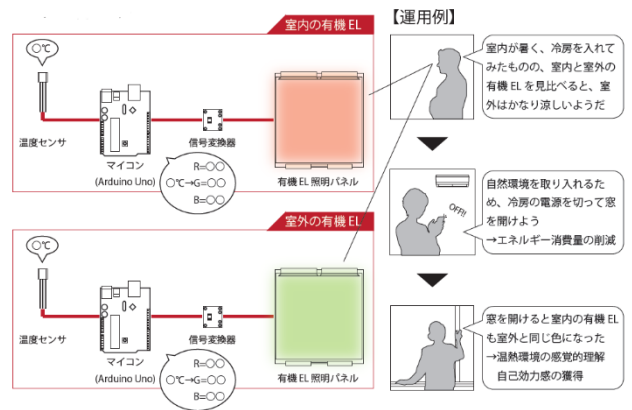 室内の有機 EL
○℃
温度センサ
マイコン
(Arduino Uno)
信号変換器
R=○○
○℃→G=○○
B=○○
有機 EL 照明パネル
室外の有機 EL
○℃
温度センサ
マイコン
(Arduino Uno)
信号変換器
R=○○
○℃→G=○○
B=○○
有機 EL 照明パネル
【運用例】
室内が暑く、冷房を入れて
みたものの、室内と室外の
有機 EL を見比べると、室
外はかなり涼しいようだ
OFF!!
自然環境を取り入れるた
め、冷房の電源を切って窓
を開けよう
→エネルギー消費量の削減
窓を開けると室内の有機 EL
も室外と同じ色になった
→温熱環境の感覚的理解
自己効力感の獲得